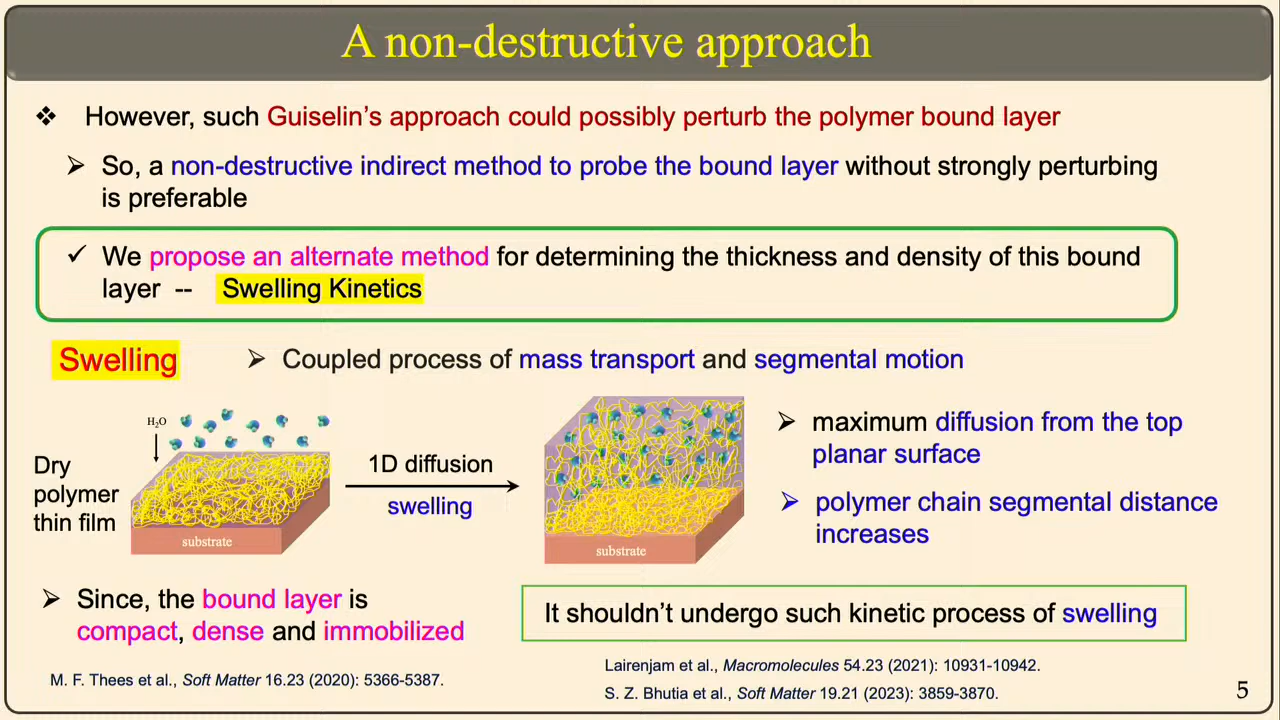 A non-destructive approach
❖ However, such Guiselin’s approach could possibly perturb the polymer bound layer
➢ So, a non-destructive indirect method to probe the bound layer without strongly perturbing
is preferable
✓ We propose an alternate method for determining the thickness and density of this bound
layer -- Swelling Kinetics
Swelling
➢ Coupled process of mass transport and segmental motion
H₂O
Dry
polymer
thin film
substrate
1D diffusion
swelling
substrate
➢ maximum diffusion from the top
planar surface
➢ polymer chain segmental distance
increases
➢ Since, the bound layer is
compact, dense and immobilized
It shouldn’t undergo such kinetic process of swelling
M. F. Thees et al., Soft Matter 16.23 (2020): 5366-5387.
Lairenjam et al., Macromolecules 54.23 (2021): 10931-10942.
S. Z. Bhutia et al., Soft Matter 19.21 (2023): 3859-3870.
5